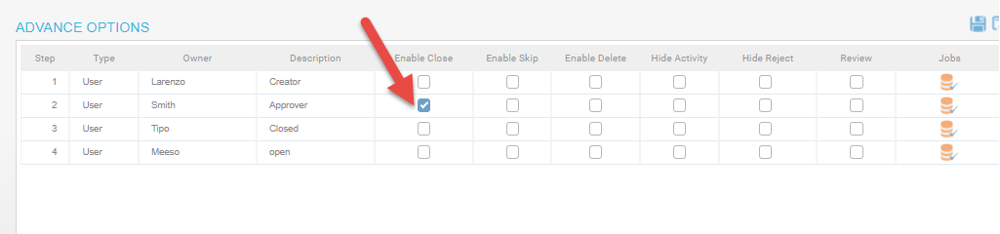 ADVANCE OPTIONS
Step Type Owner Description Enable Close Enable Skip Enable Delete Hide Activity Hide Reject Review Jobs
1 User Larenzo Creator
2 User Smith Approver
3 User Tipo Closed
4 User Meeso open